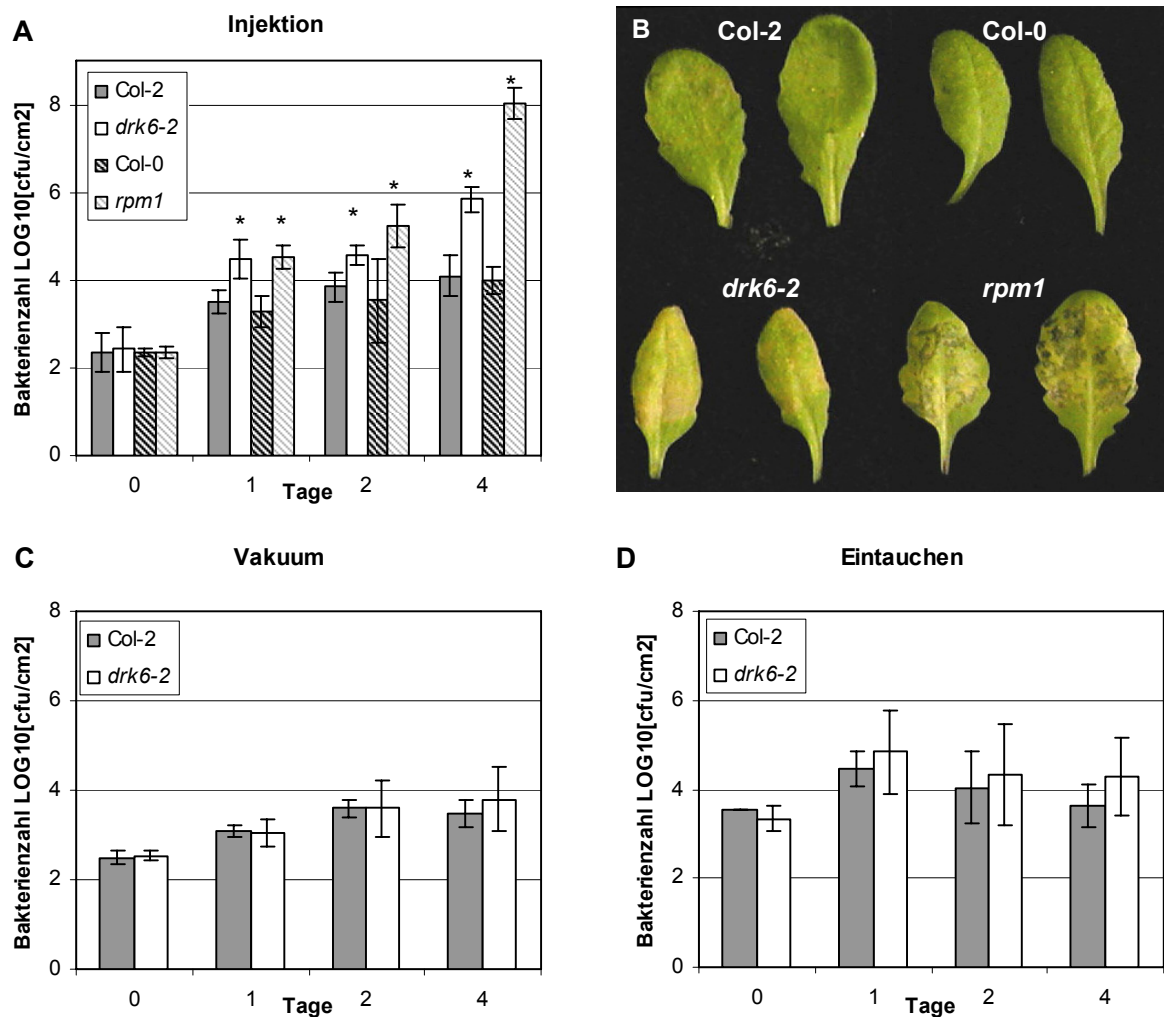 A
Injektion
Bakterienzahl LOG10[cfu/cm2]
8
6
4
2
0
Col-2
drk6-2
Col-0
rpm1
*
*
*
*
*
*
0
1
2
4
Tage
B
Col-2
Col-0
drk6-2
rpm1
C
Vakuum
Bakterienzahl LOG10[cfu/cm2]
8
6
4
2
0
Col-2
drk6-2
0
1
2
4
Tage
D
Eintauchen
Bakterienzahl LOG10[cfu/cm2]
8
6
4
2
0
Col-2
drk6-2
0
1
2
4
Tage